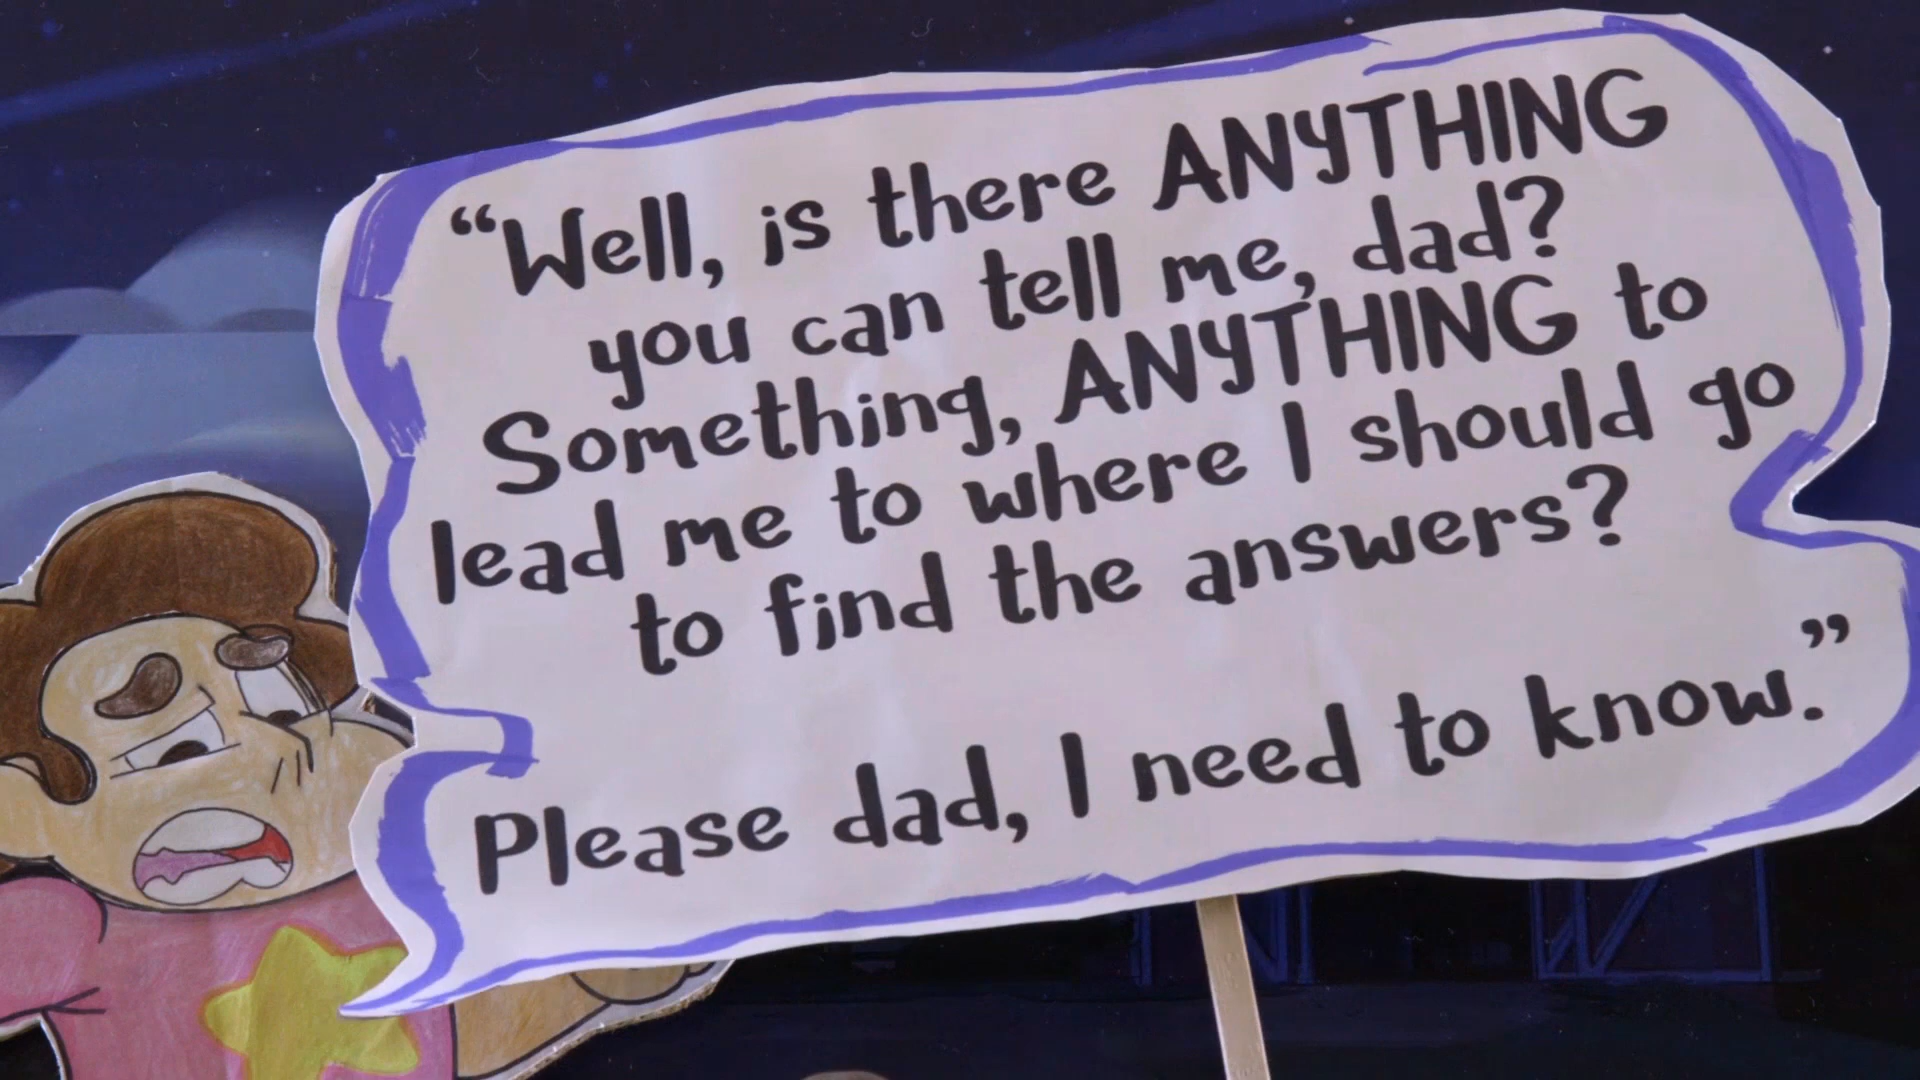 “Well, is there ANYTHING
you can tell me, dad?
Something, ANYTHING to
lead me to where I should go
to find the answers?
Please dad, I need to know.”